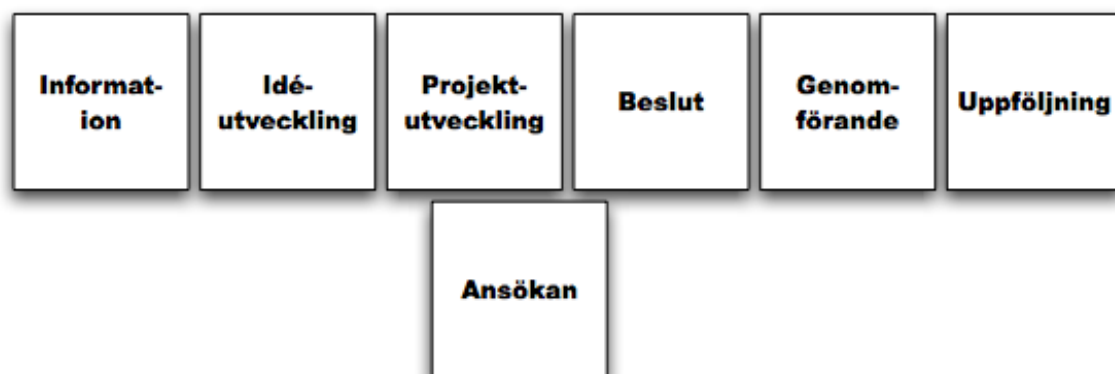 Informat-
ion
Idé-
utveckling
Projekt-
utveckling
Beslut
Genom-
förande
Uppföljning
Ansökan